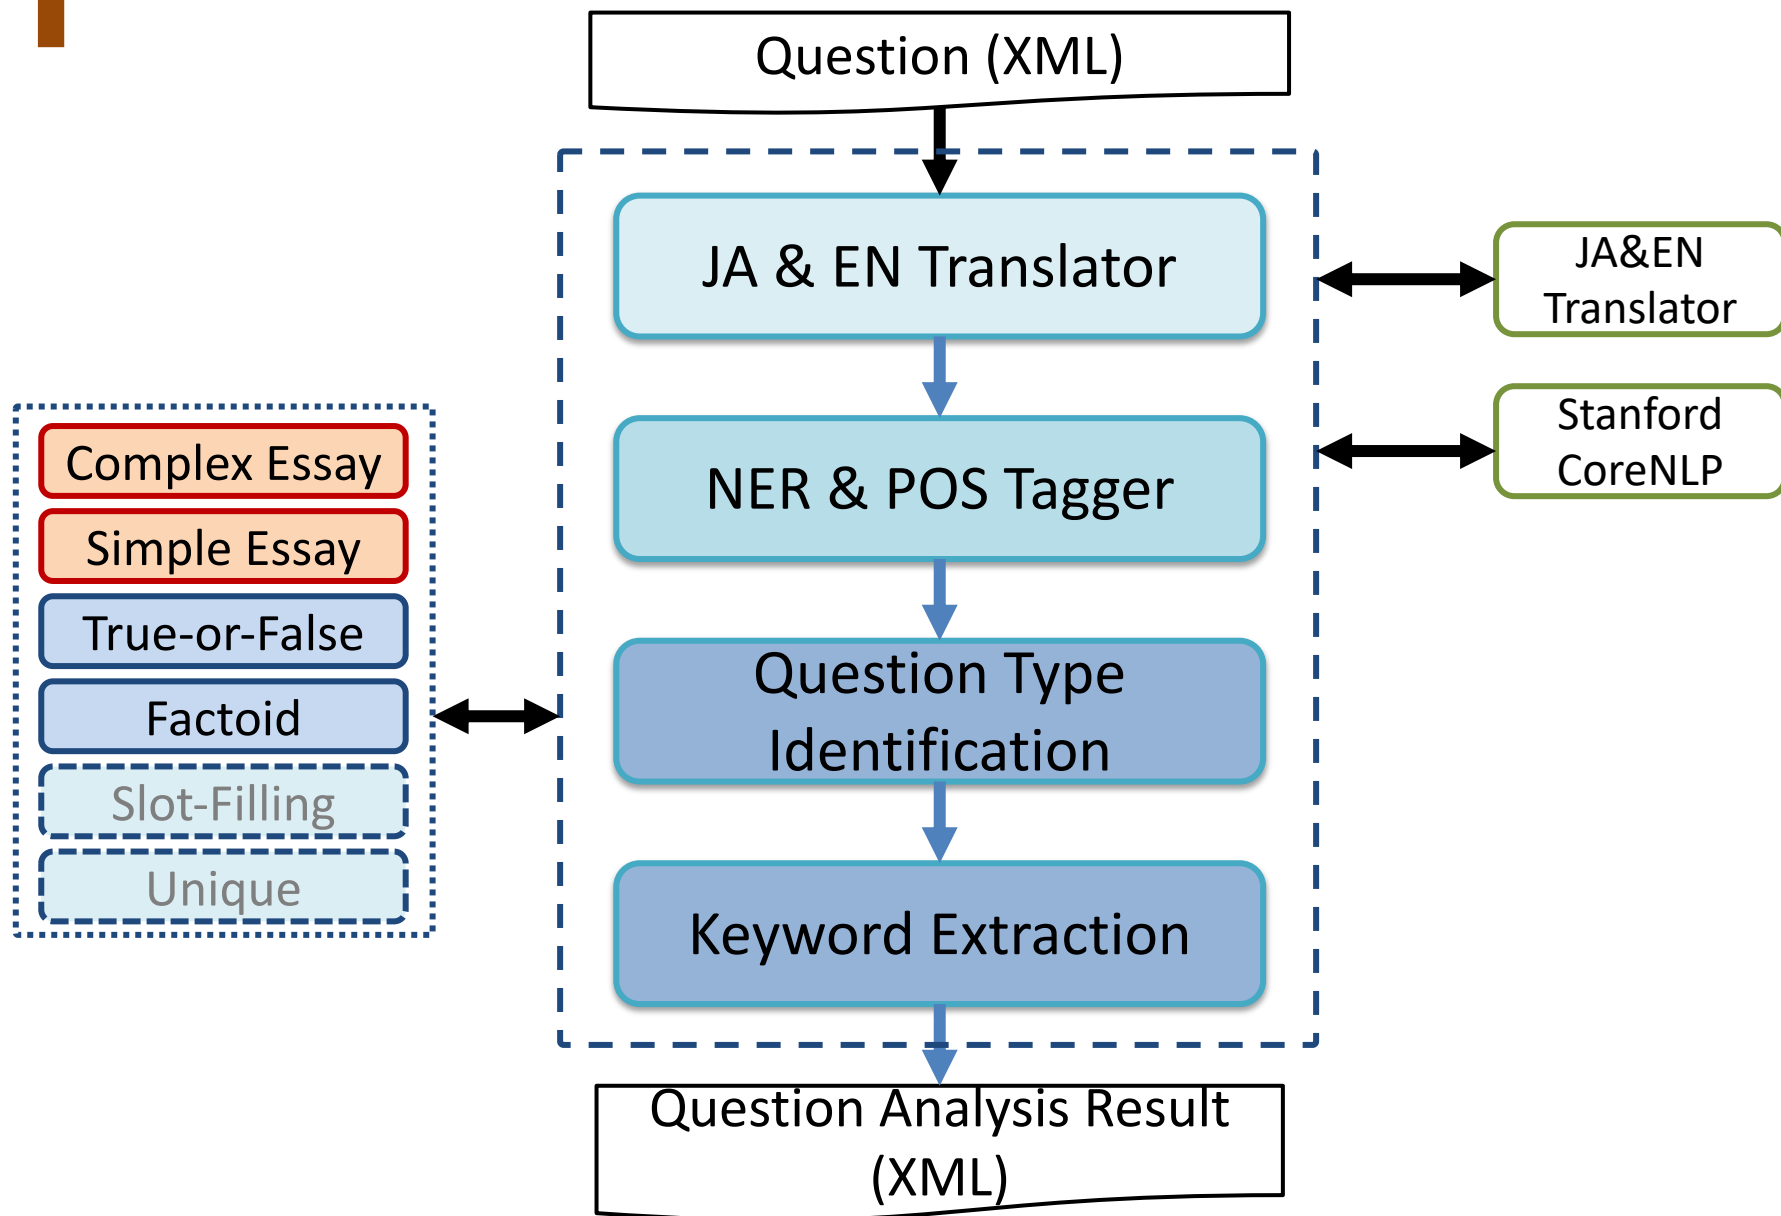 Question (XML)
JA & EN Translator
NER & POS Tagger
Question Type
Identification
Keyword Extraction
Question Analysis Result
(XML)
Complex Essay
Simple Essay
True-or-False
Factoid
Slot-Filling
Unique
JA&EN
Translator
Stanford
CoreNLP